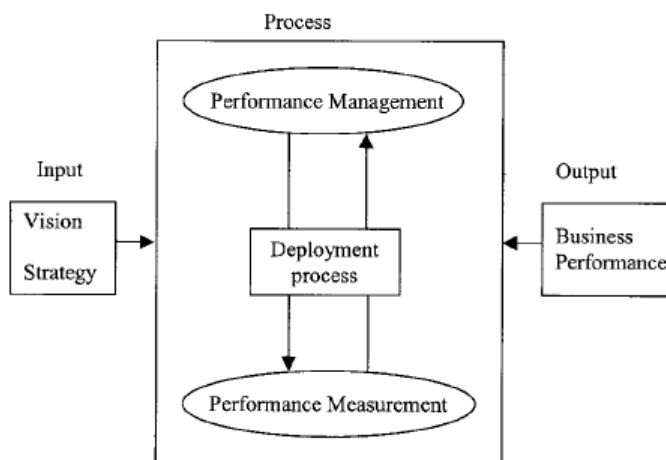 Process
Performance Management
Input
Output
Vision
Strategy
Deployment
process
Business
Performance
Performance Measurement